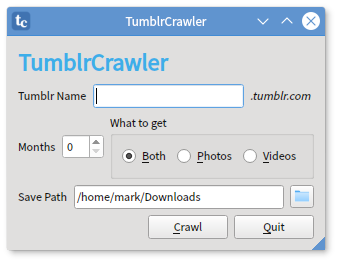 tc TumblrCrawler
TumblrCrawler
Tumblr Name .tumblr.com
What to get
Months 0 Both Photos Videos
Save Path /home/mark/Downloads
Crawl Quit